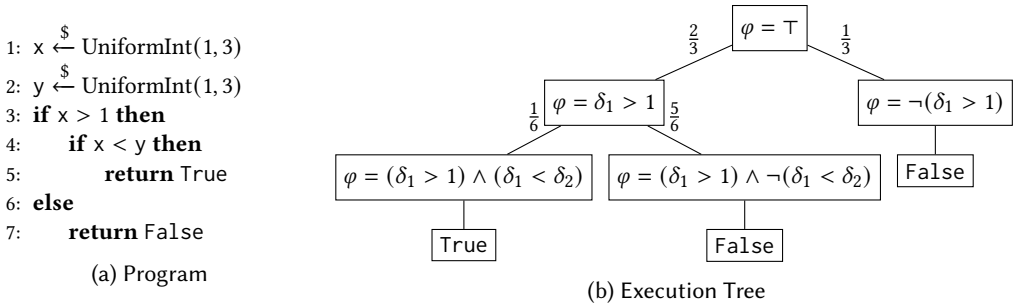 1: x ←$ UniformInt(1, 3)
2: y ←$ UniformInt(1, 3)
3: if x > 1 then
4: if x < y then
5: return True
6: else
7: return False
(a) Program
φ = ⊤
2/3
1/3
φ = δ₁ > 1
φ = ¬(δ₁ > 1)
1/6
5/6
φ = (δ₁ > 1) ∧ (δ₁ < δ₂)
φ = (δ₁ > 1) ∧ ¬(δ₁ < δ₂)
False
True
False
(b) Execution Tree